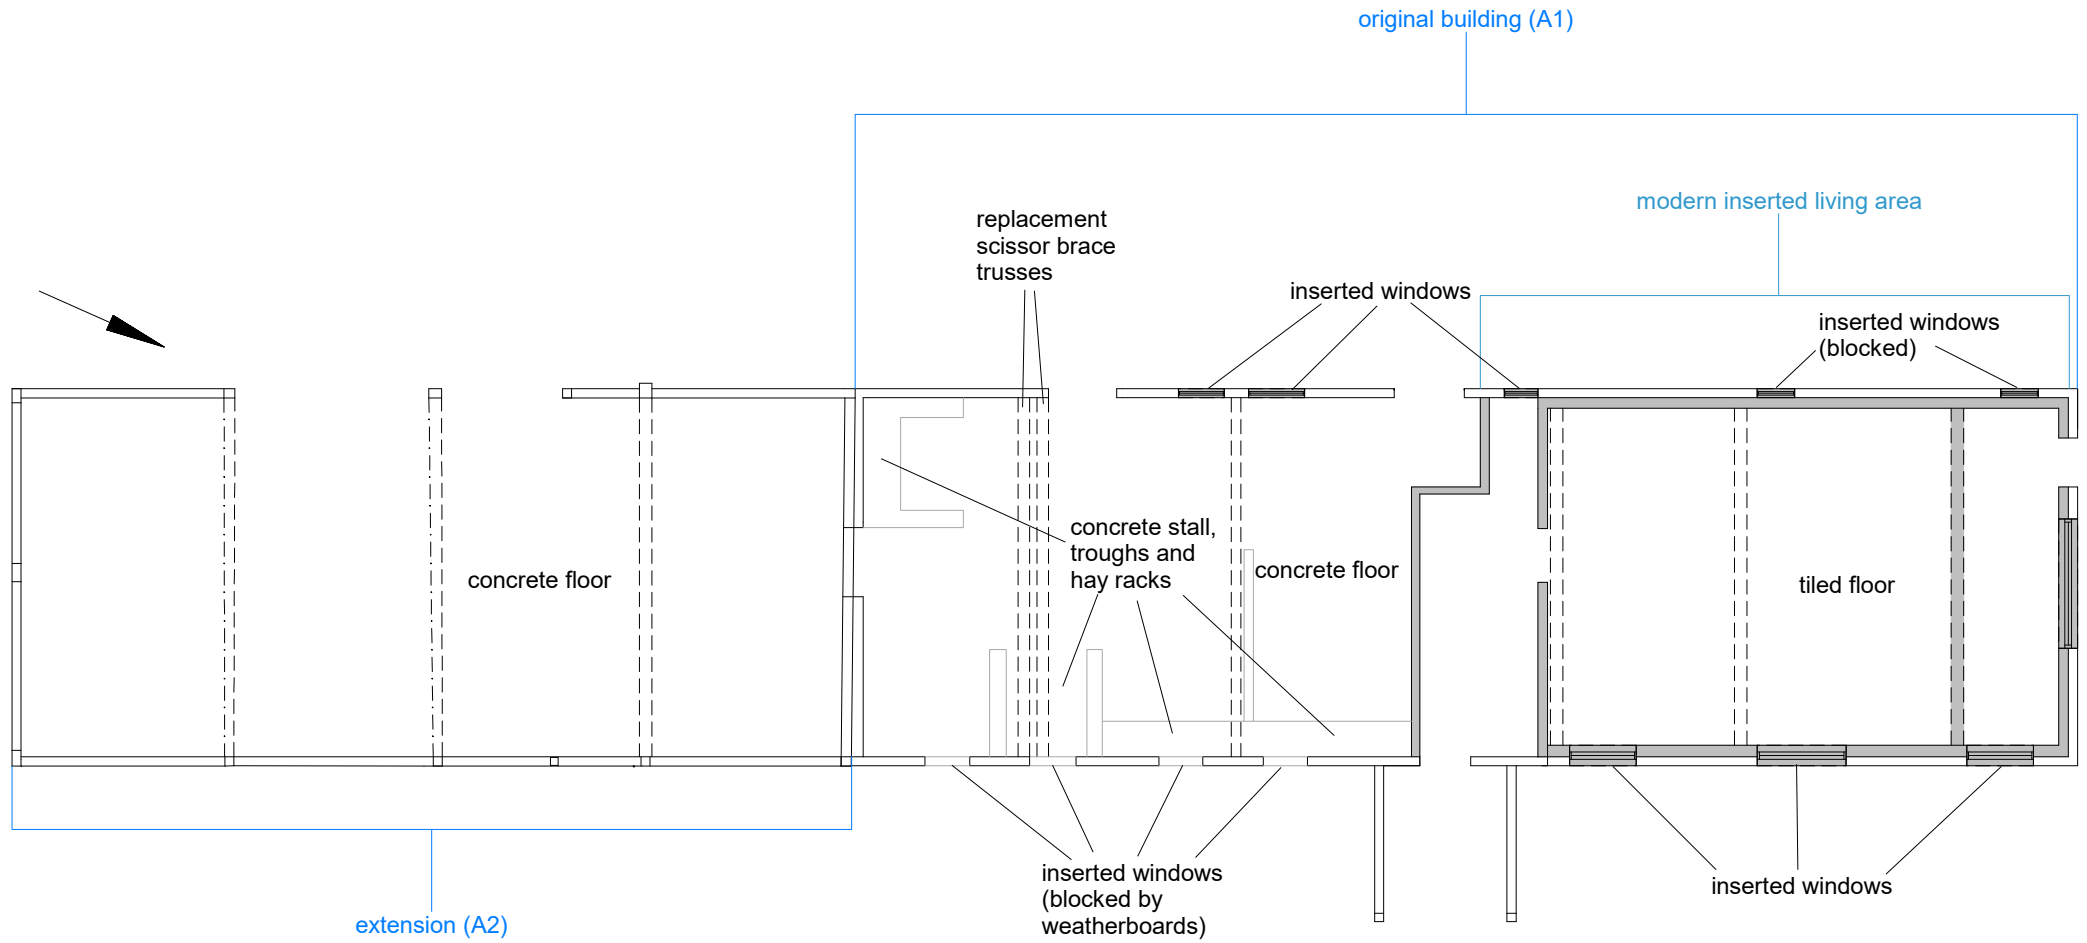 original building (A1)
modern inserted living area
replacement
scissor brace
trusses
inserted windows
inserted windows
(blocked)
concrete stall,
troughs and
hay racks
concrete floor
concrete floor
tiled floor
inserted windows
(blocked by
weatherboards)
inserted windows
extension (A2)